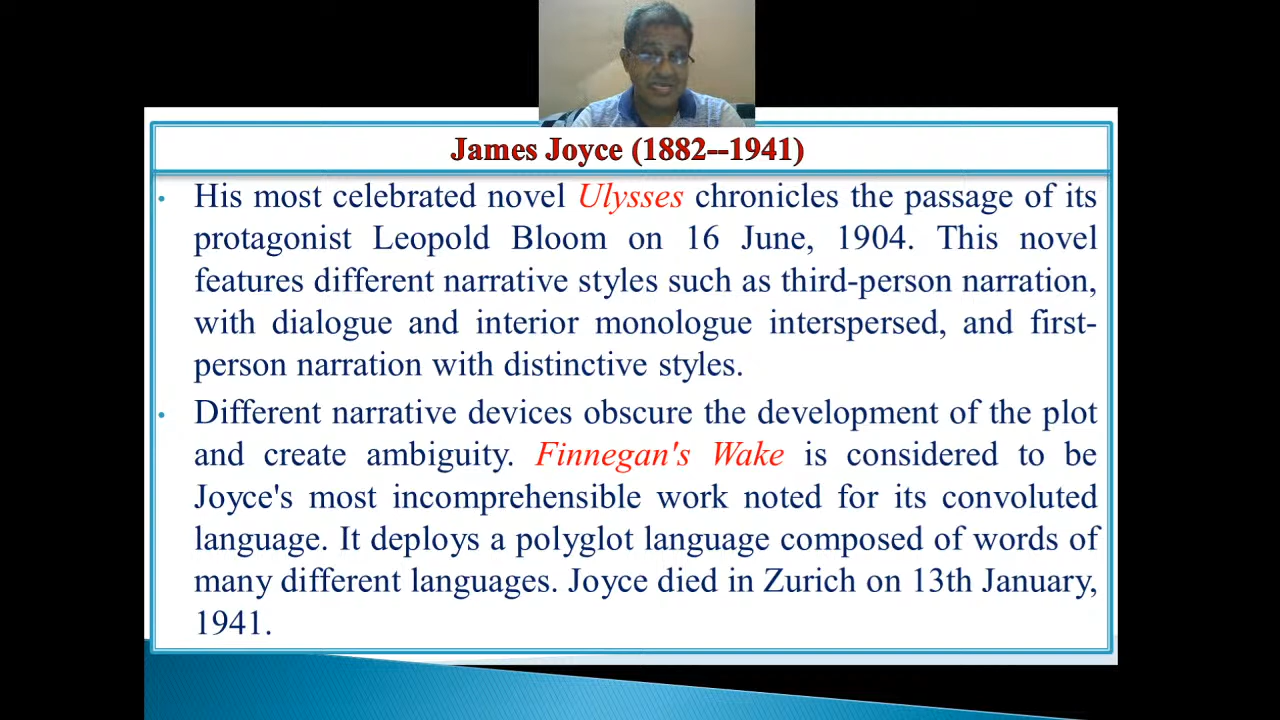 James Joyce (1882--1941)
• His most celebrated novel Ulysses chronicles the passage of its
protagonist Leopold Bloom on 16 June, 1904. This novel
features different narrative styles such as third-person narration,
with dialogue and interior monologue interspersed, and first-
person narration with distinctive styles.
• Different narrative devices obscure the development of the plot
and create ambiguity. Finnegan's Wake is considered to be
Joyce's most incomprehensible work noted for its convoluted
language. It deploys a polyglot language composed of words of
many different languages. Joyce died in Zurich on 13th January,
1941.